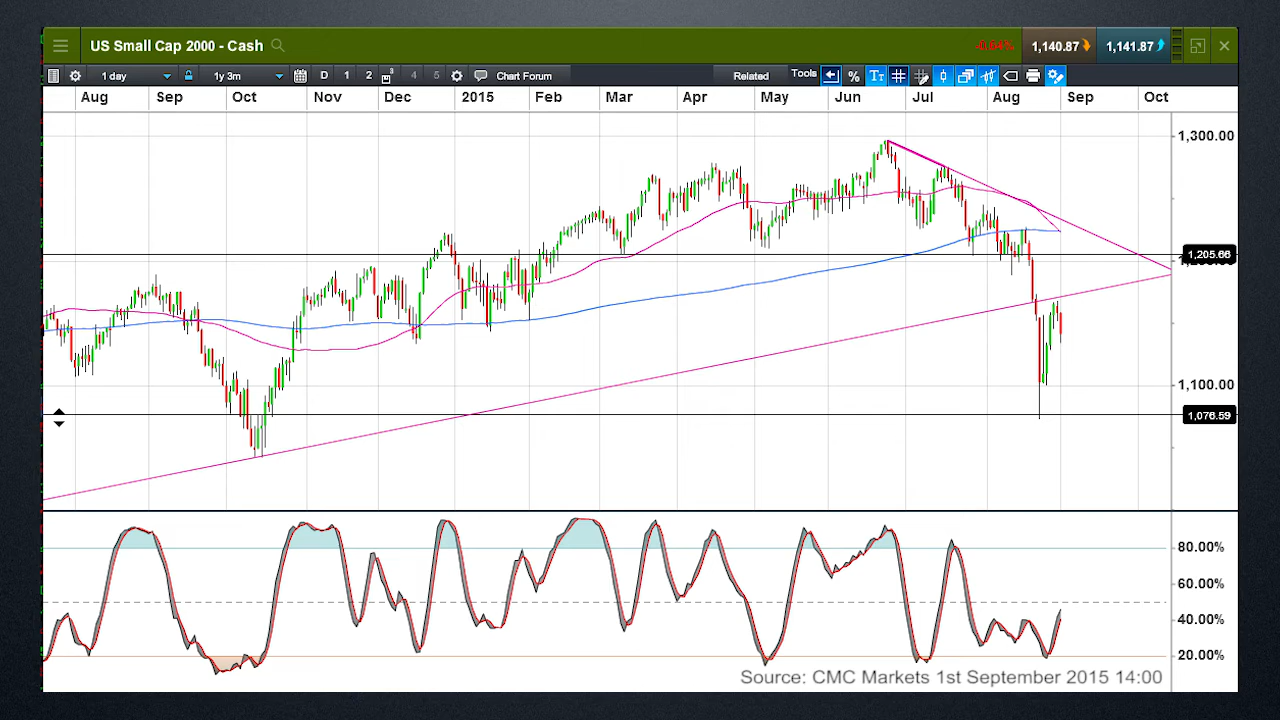 US Small Cap 2000 - Cash -0.64% 1,140.87 1,141.87
1 day 1y 3m D 1 2 3 4 5 Chart Forum Related Tools % TT
Aug Sep Oct Nov Dec 2015 Feb Mar Apr May Jun Jul Aug Sep Oct
1,300.00
1,205.66
1,100.00
1,076.59
80.00%
60.00%
40.00%
20.00%
Source: CMC Markets 1st September 2015 14:00